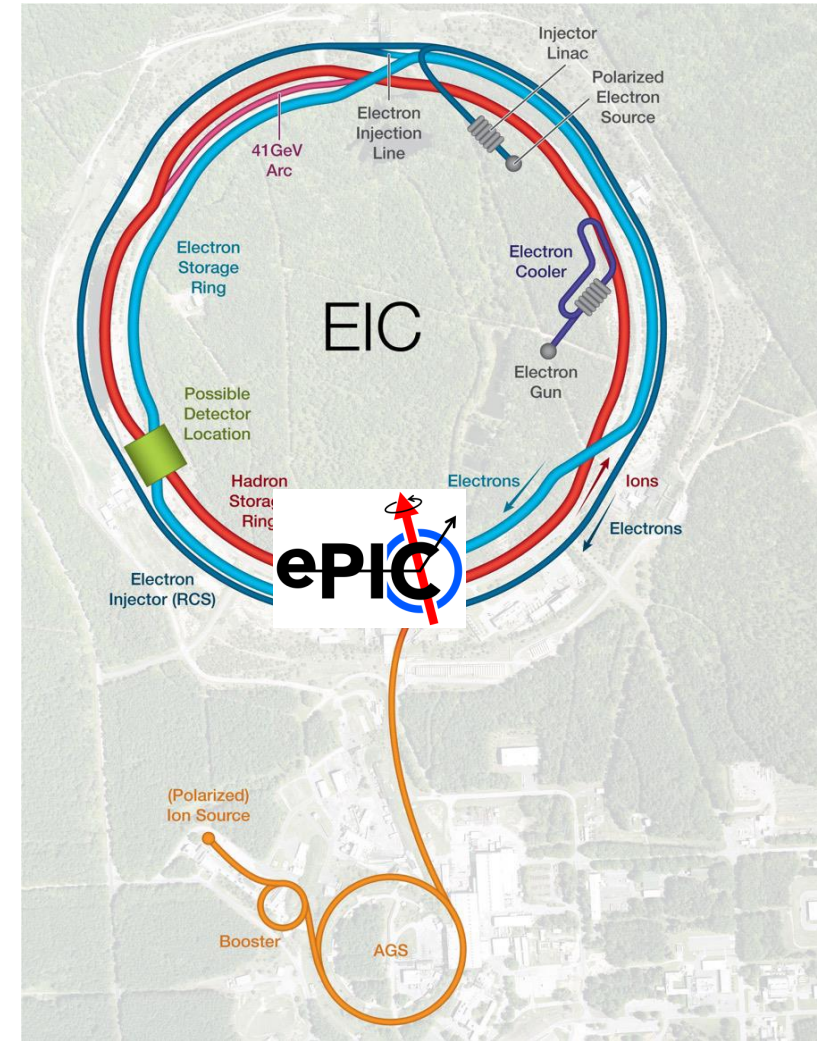 Injector
Linac
Polarized
Electron
Source
Electron
Injection
Line
41GeV
Arc
Electron
Storage
Ring
Electron
Cooler
EIC
Electron
Gun
Possible
Detector
Location
Hadron
Storag
Ring
Electrons
Ions
Electrons
ePIC
Electron
Injector (RCS)
(Polarized)
Ion Source
Booster
AGS